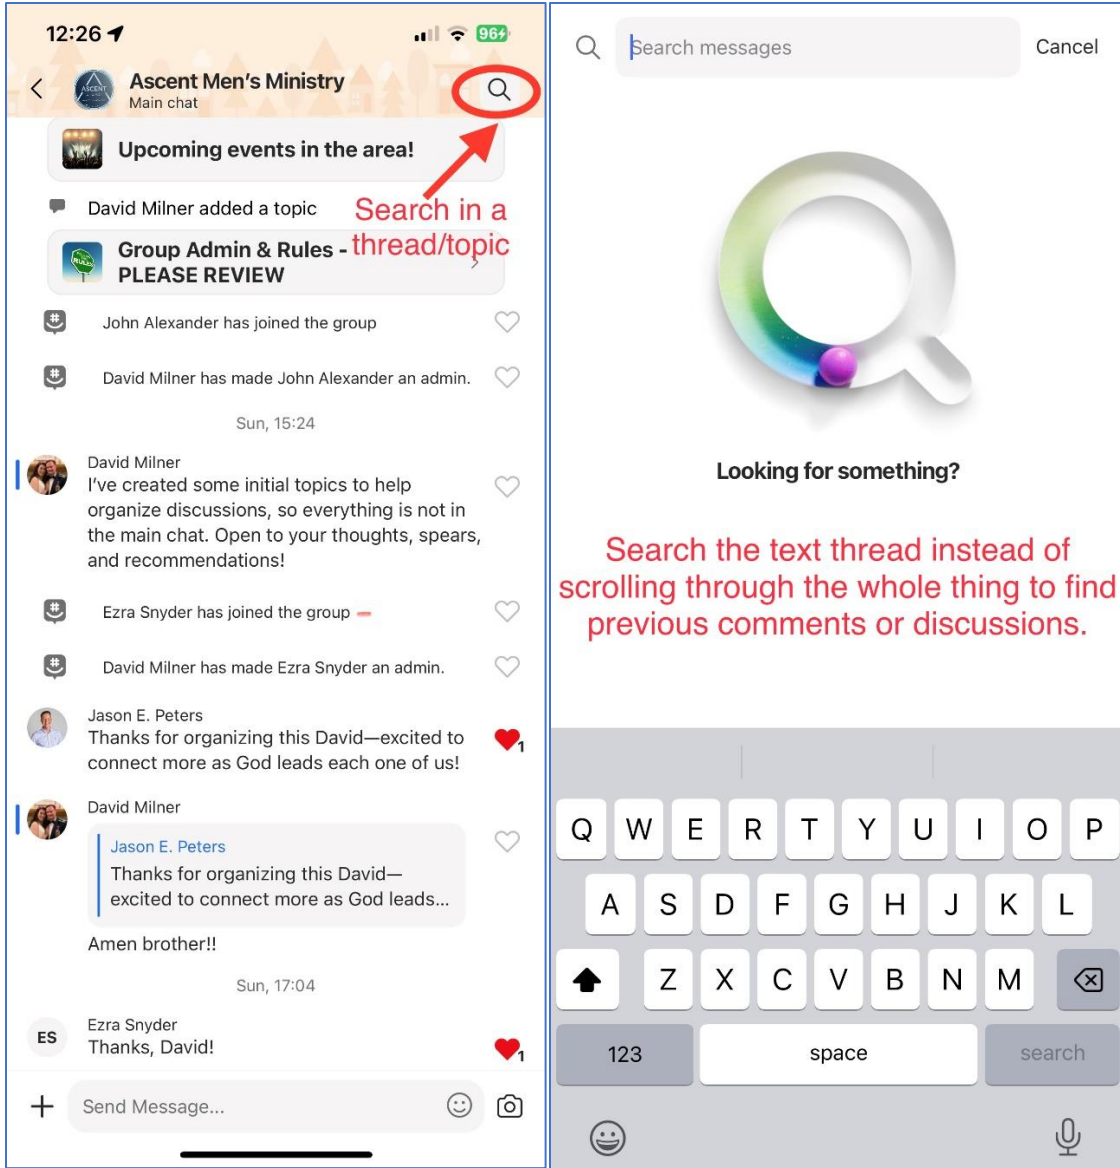 12:26
96
Ascent Men's Ministry
Main chat
ASCENT
Upcoming events in the area!
David Milner added a topic
Search in a
thread/topic
RULES
Group Admin & Rules -
PLEASE REVIEW
John Alexander has joined the group
David Milner has made John Alexander an admin.
Sun, 15:24
David Milner
I've created some initial topics to help
organize discussions, so everything is not in
the main chat. Open to your thoughts, spears,
and recommendations!
Ezra Snyder has joined the group
David Milner has made Ezra Snyder an admin.
Jason E. Peters
Thanks for organizing this David—excited to
connect more as God leads each one of us!
1
David Milner
Jason E. Peters
Thanks for organizing this David—
excited to connect more as God leads...
Amen brother!!
Sun, 17:04
ES
Ezra Snyder
Thanks, David!
1
Send Message...
Search messages
Cancel
Looking for something?
Search the text thread instead of
scrolling through the whole thing to find
previous comments or discussions.
Q W E R T Y U I O P
A S D F G H J K L
Z X C V B N M
123 space search